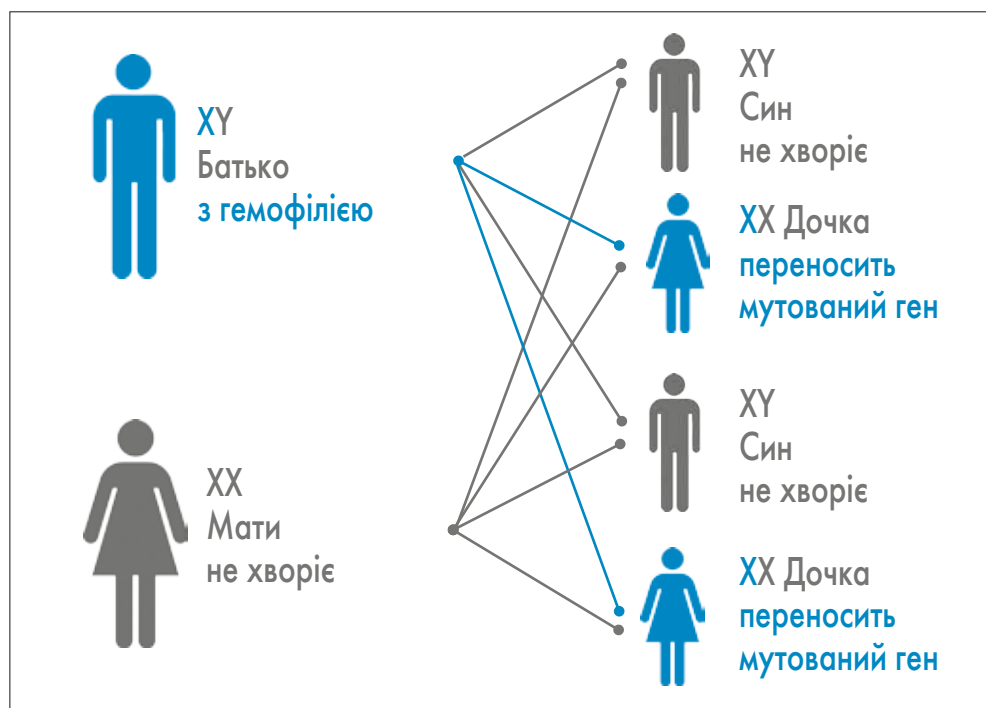 XY
Батько
з гемофілією
XX
Мати
не хворіє
XY
Син
не хворіє
XX Дочка
переносить
мутований ген
XY
Син
не хворіє
XX Дочка
переносить
мутований ген